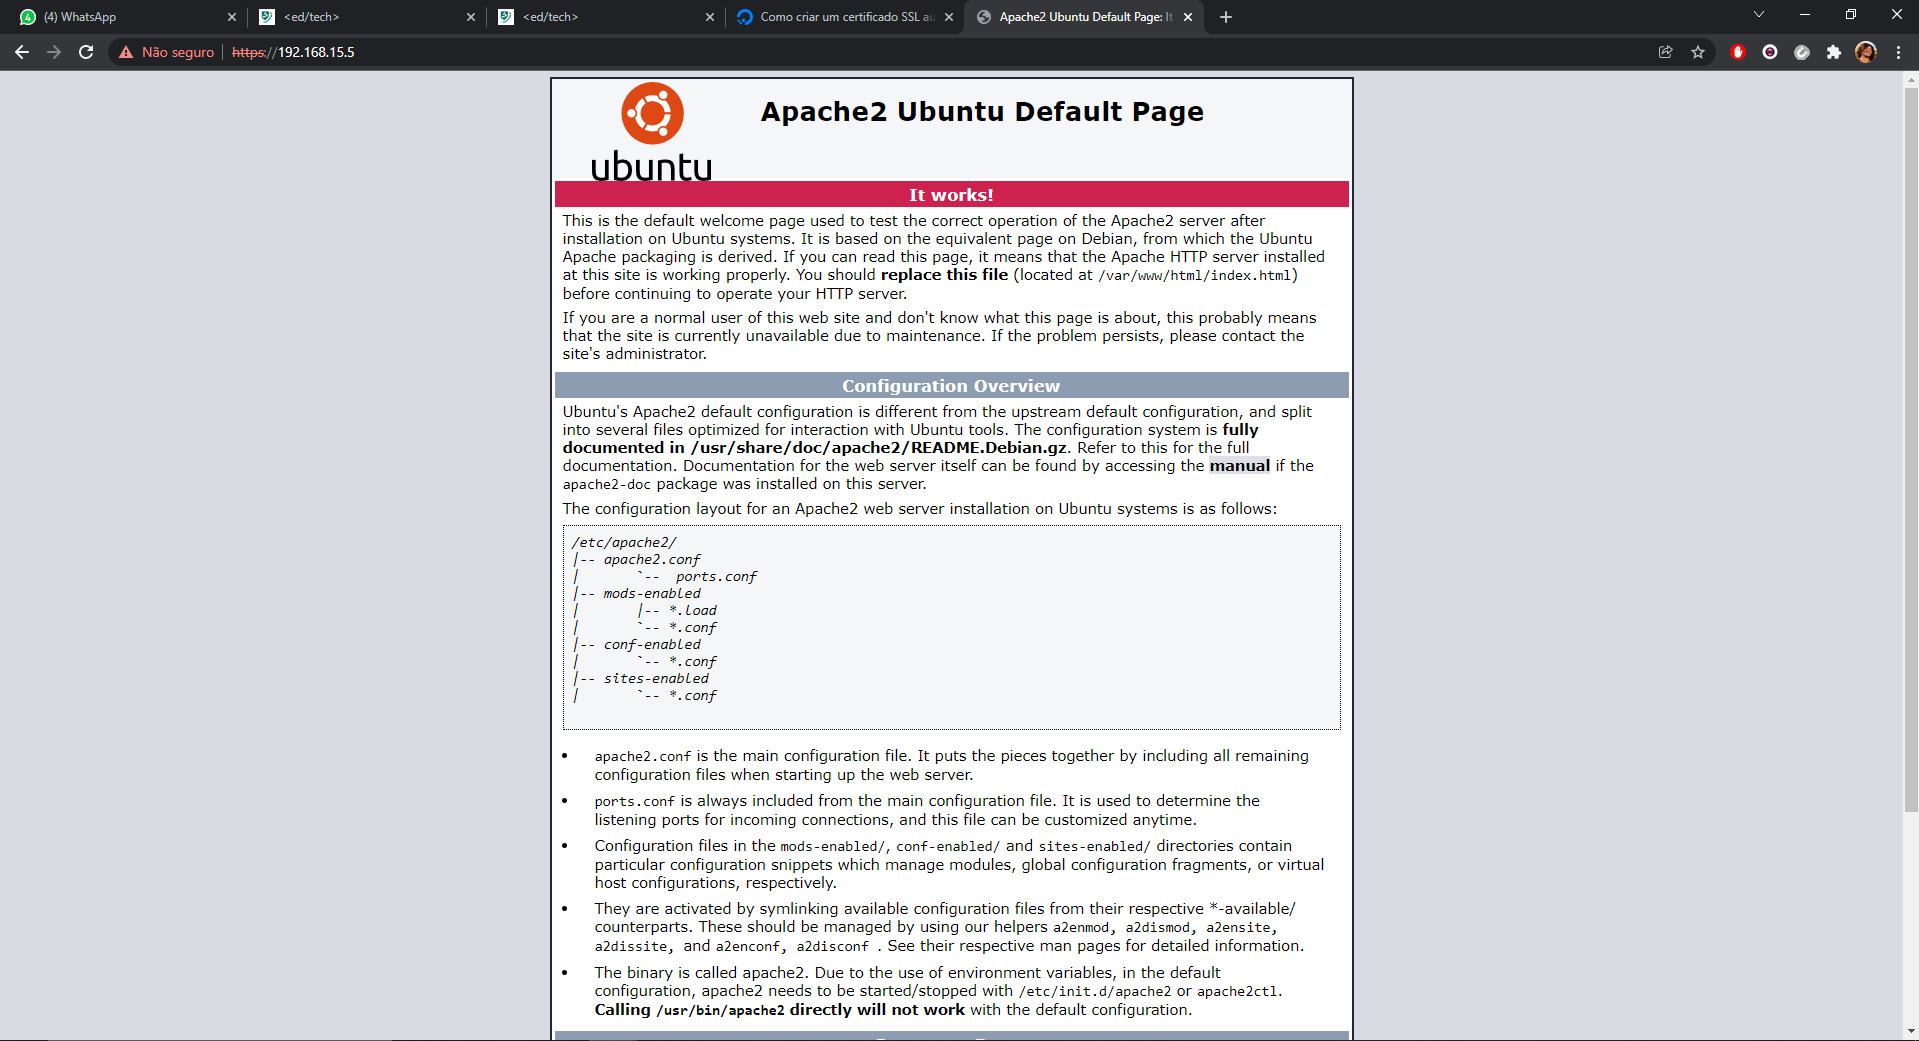 (4) WhatsApp
<ed/tech>
<ed/tech>
Como criar um certificado SSL au
Apache2 Ubuntu Default Page: It
Não seguro
https://192.168.15.5
ubuntu
Apache2 Ubuntu Default Page
It works!
This is the default welcome page used to test the correct operation of the Apache2 server after
installation on Ubuntu systems. It is based on the equivalent page on Debian, from which the Ubuntu
Apache packaging is derived. If you can read this page, it means that the Apache HTTP server installed
at this site is working properly. You should replace this file (located at /var/www/html/index.html)
before continuing to operate your HTTP server.
If you are a normal user of this web site and don't know what this page is about, this probably means
that the site is currently unavailable due to maintenance. If the problem persists, please contact the
site's administrator.
Configuration Overview
Ubuntu's Apache2 default configuration is different from the upstream default configuration, and split
into several files optimized for interaction with Ubuntu tools. The configuration system is fully
documented in /usr/share/doc/apache2/README.Debian.gz. Refer to this for the full
documentation. Documentation for the web server itself can be found by accessing the manual if the
apache2-doc package was installed on this server.
The configuration layout for an Apache2 web server installation on Ubuntu systems is as follows:
/etc/apache2/
|-- apache2.conf
|       `--  ports.conf
|-- mods-enabled
|       |-- *.load
|       `-- *.conf
|-- conf-enabled
|       `-- *.conf
|-- sites-enabled
|       `-- *.conf
• apache2.conf is the main configuration file. It puts the pieces together by including all remaining
configuration files when starting up the web server.
• ports.conf is always included from the main configuration file. It is used to determine the
listening ports for incoming connections, and this file can be customized anytime.
• Configuration files in the mods-enabled/, conf-enabled/ and sites-enabled/ directories contain
particular configuration snippets which manage modules, global configuration fragments, or virtual
host configurations, respectively.
• They are activated by symlinking available configuration files from their respective *-available/
counterparts. These should be managed by using our helpers a2enmod, a2dismod, a2ensite,
a2dissite, and a2enconf, a2disconf . See their respective man pages for detailed information.
• The binary is called apache2. Due to the use of environment variables, in the default
configuration, apache2 needs to be started/stopped with /etc/init.d/apache2 or apache2ctl.
Calling /usr/bin/apache2 directly will not work with the default configuration.